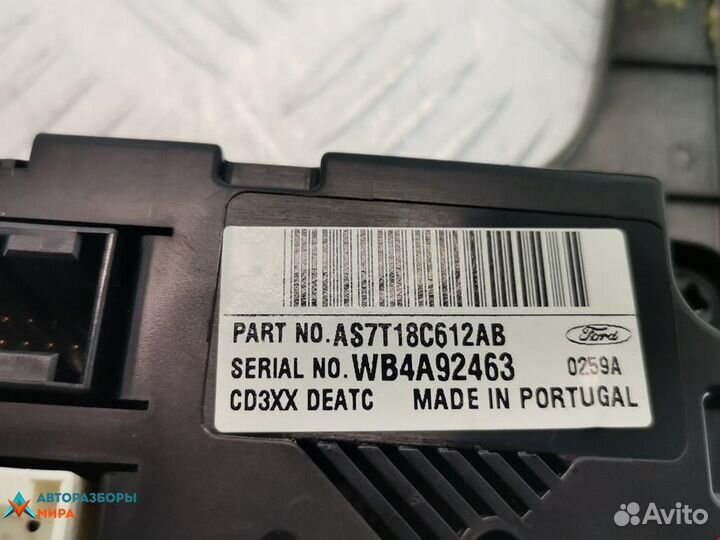 PART NO. AS7T18C612AB
Ford
SERIAL NO. WB4A92463
0259A
CD3XX DEATC MADE IN PORTUGAL
АВТОРАЗБОРЫ
МИРА
Avito